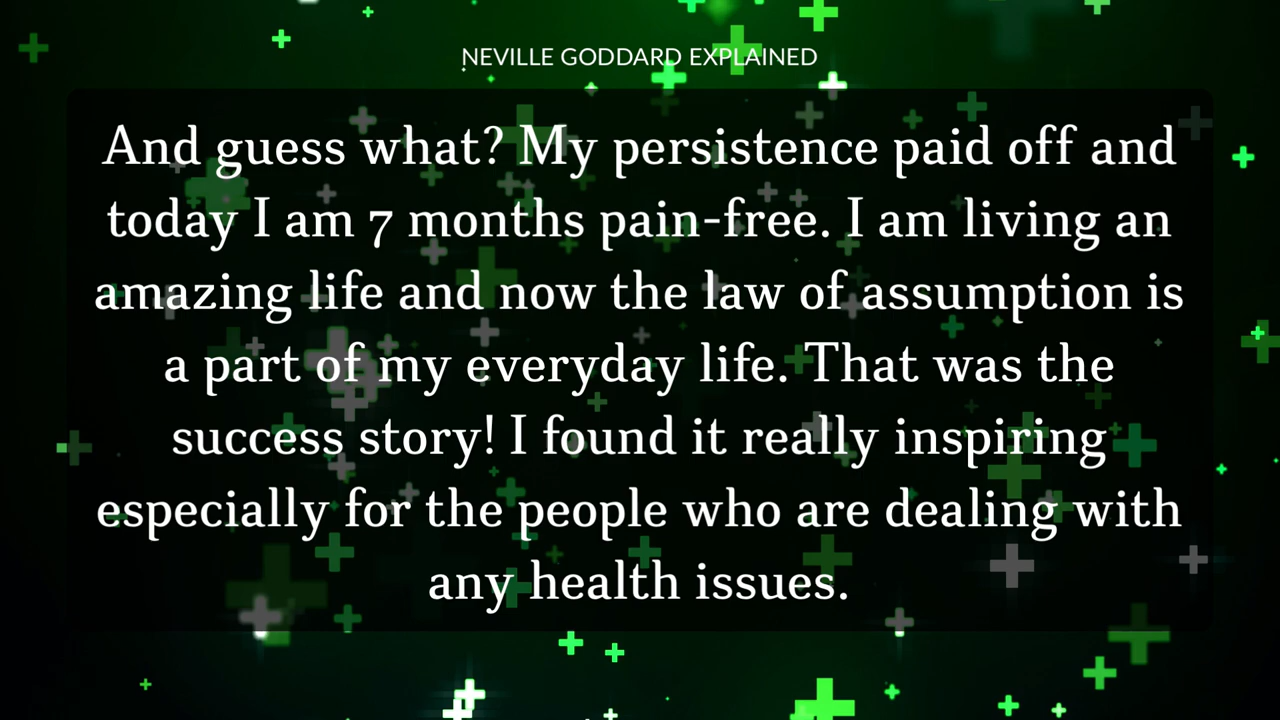 NEVILLE GODDARD EXPLAINED
And guess what? My persistence paid off and
today I am 7 months pain-free. I am living an
amazing life and now the law of assumption is
a part of my everyday life. That was the
success story! I found it really inspiring
especially for the people who are dealing with
any health issues.